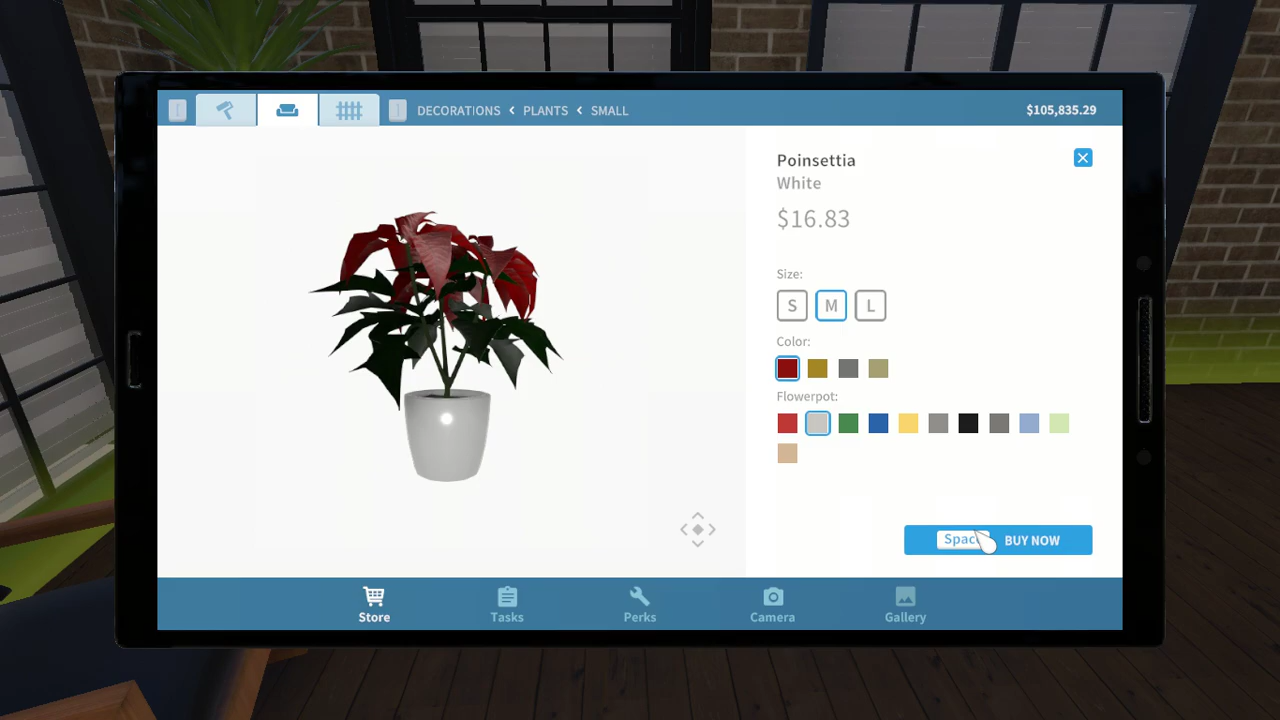 DECORATIONS < PLANTS < SMALL
$105,835.29
Poinsettia
White
$16.83
Size:
S M L
Color:
Flowerpot:
BUY NOW
Store Tasks Perks Camera Gallery